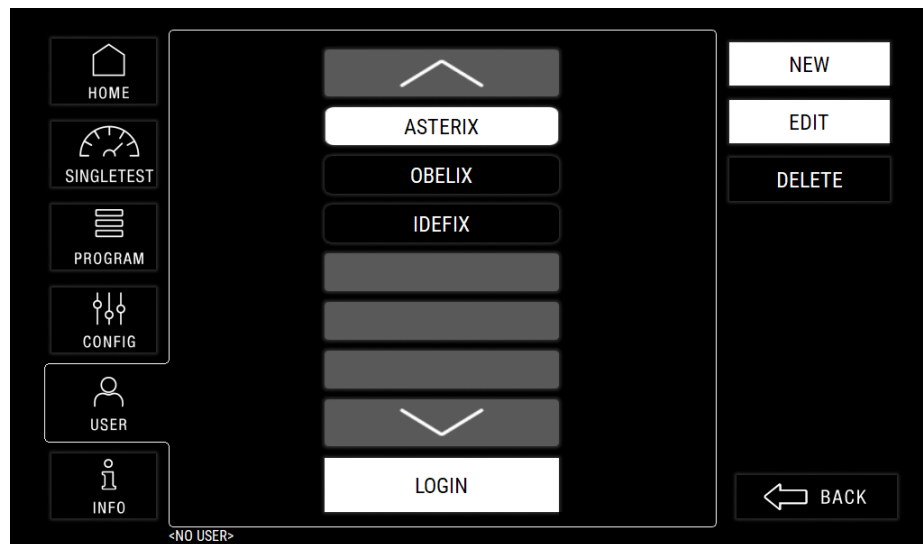 HOME
SINGLETEST
PROGRAM
CONFIG
USER
INFO
ASTERIX
OBELIX
IDEFIX
LOGIN
NEW
EDIT
DELETE
BACK
<NO USER>